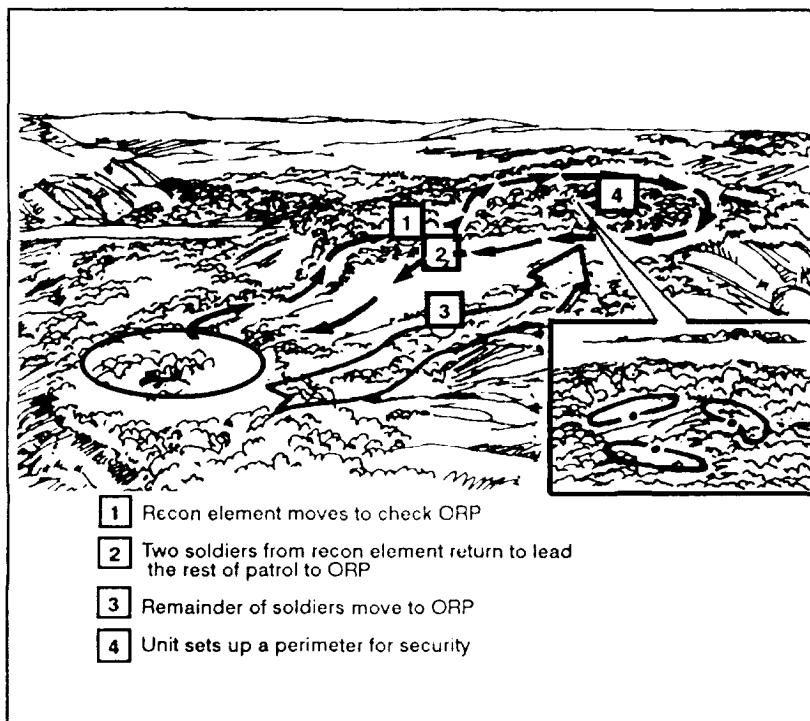 1
4
2
3
1 Recon element moves to check ORP
2 Two soldiers from recon element return to lead
the rest of patrol to ORP
3 Remainder of soldiers move to ORP
4 Unit sets up a perimeter for security